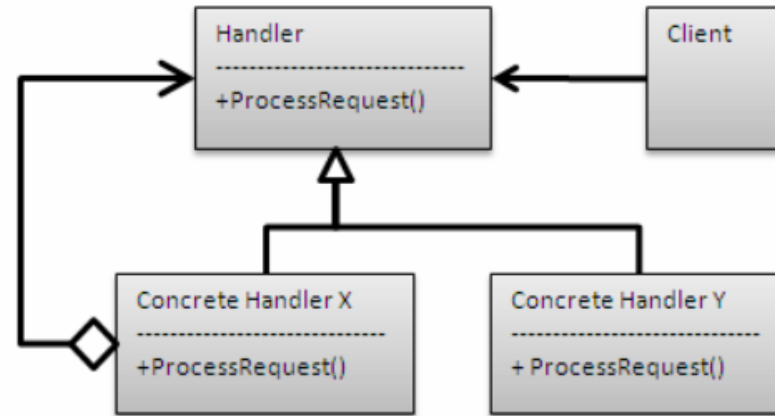 Handler
------------------------------
+ProcessRequest()
Client
Concrete Handler X
------------------------------
+ProcessRequest()
Concrete Handler Y
------------------------------
+ ProcessRequest()